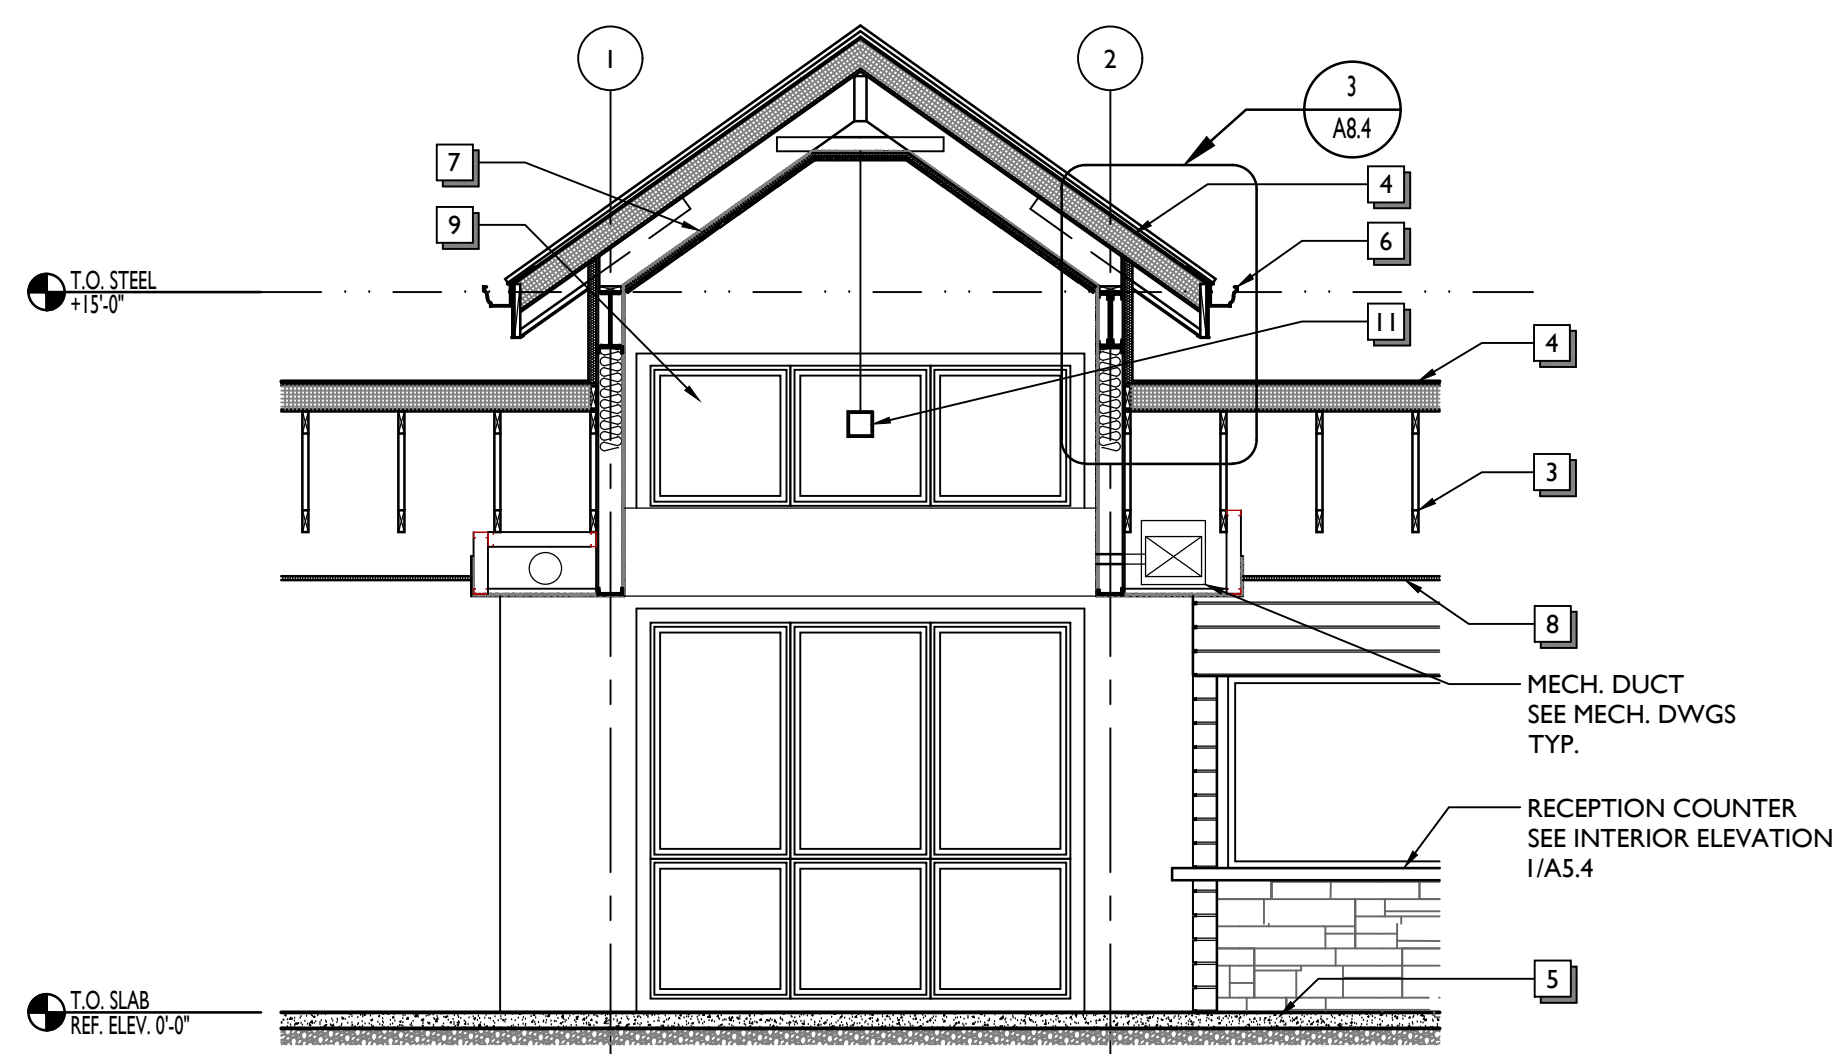 1
2
3
A8.4
7
4
9
6
T.O. STEEL
+15'-0"
11
4
3
8
MECH. DUCT
SEE MECH. DWGS
TYP.
RECEPTION COUNTER
SEE INTERIOR ELEVATION
1/A5.4
5
T.O. SLAB
REF. ELEV. 0'-0"